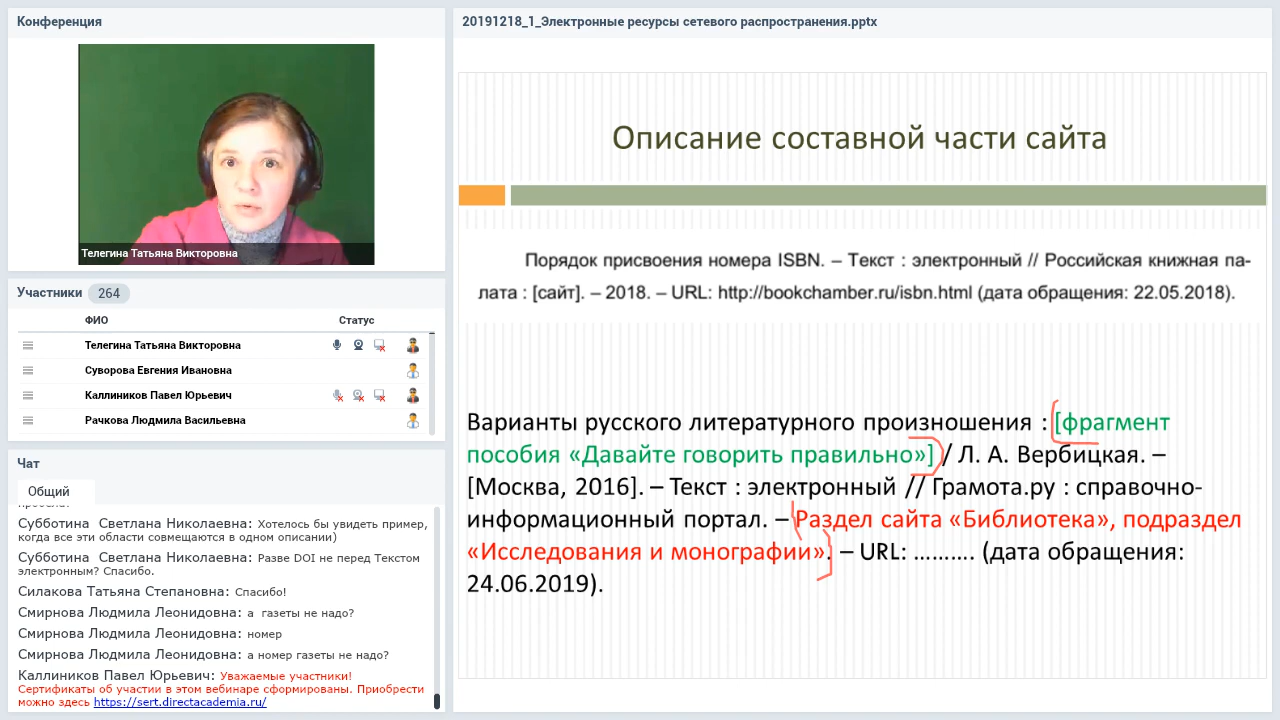 Конференция
Телегина Татьяна Викторовна
Участники 264
ФИО Статус
Телегина Татьяна Викторовна
Суворова Евгения Ивановна
Каллиников Павел Юрьевич
Рачкова Людмила Васильевна
Чат
Общий
Субботина Светлана Николаевна: Хотелось бы увидеть пример,
когда все эти области совмещаются в одном описании)
Субботина Светлана Николаевна: Разве DOI не перед Текстом
электронным? Спасибо.
Силакова Татьяна Степановна: Спасибо!
Смирнова Людмила Леонидовна: а газеты не надо?
Смирнова Людмила Леонидовна: номер
Смирнова Людмила Леонидовна: а номер газеты не надо?
Каллиников Павел Юрьевич: Уважаемые участники!
Сертификаты об участии в этом вебинаре сформированы. Приобрести
можно здесь https://sert.directacademia.ru/
20191218_1_Электронные ресурсы сетевого распространения.pptx
Описание составной части сайта
Порядок присвоения номера ISBN. – Текст : электронный // Российская книжная па-
лата : [сайт]. – 2018. – URL: http://bookchamber.ru/isbn.html (дата обращения: 22.05.2018).
Варианты русского литературного произношения : [фрагмент
пособия «Давайте говорить правильно»] / Л. А. Вербицкая. –
[Москва, 2016]. – Текст : электронный // Грамота.ру : справочно-
информационный портал. – Раздел сайта «Библиотека», подраздел
«Исследования и монографии». – URL: ………. (дата обращения:
24.06.2019).